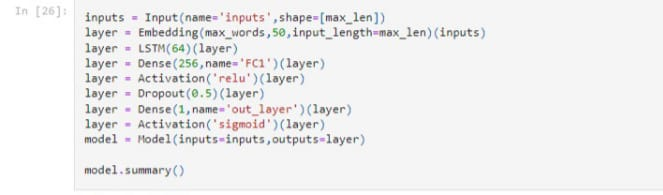 In [26]:
inputs = Input(name='inputs',shape=[max_len])
layer = Embedding(max_words,50,input_length=max_len)(inputs)
layer = LSTM(64)(layer)
layer = Dense(256,name='FC1')(layer)
layer = Activation('relu')(layer)
layer = Dropout(0.5)(layer)
layer = Dense(1,name='out_layer')(layer)
layer = Activation('sigmoid')(layer)
model = Model(inputs=inputs,outputs=layer)
model.summary()